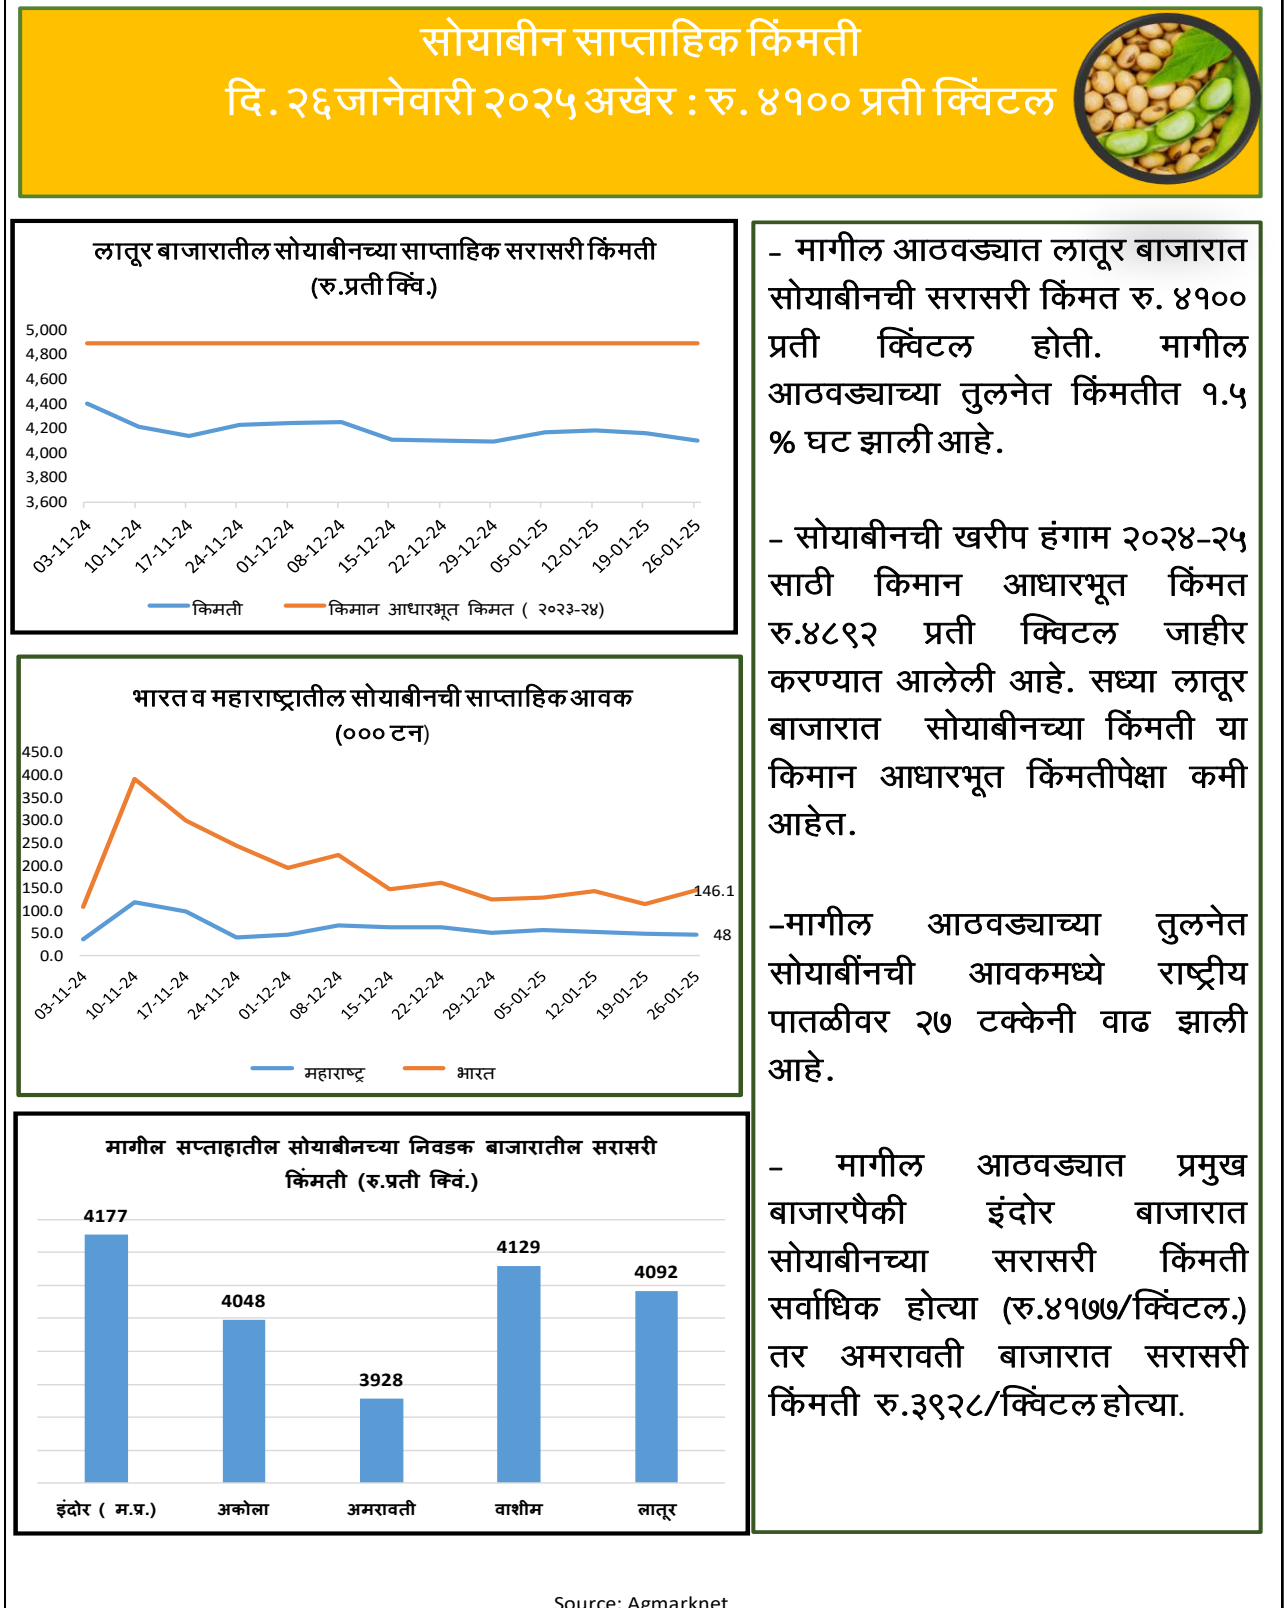 सोयाबीन साप्ताहिक किंमती
दि. २६जानेवारी २०२५अखेर : रु. ४१०० प्रती क्विंटल
लातूर बाजारातील सोयाबीनच्या साप्ताहिक सरासरी किंमती
(रु.प्रती क्विं.)
5,000
4,800
4,600
4,400
4,200
4,000
3,800
3,600
03-11-24
10-11-24
17-11-24
24-11-24
01-12-24
08-12-24
15-12-24
22-12-24
29-12-24
05-01-25
12-01-25
19-01-25
26-01-25
किंमती
किमान आधारभूत किंमत ( २०२३-२४)
भारत व महाराष्ट्रातील सोयाबीनची साप्ताहिक आवक
(००० टन)
450.0
400.0
350.0
300.0
250.0
200.0
150.0
100.0
50.0
0.0
146.1
48
03-11-24
10-11-24
17-11-24
24-11-24
01-12-24
08-12-24
15-12-24
22-12-24
29-12-24
05-01-25
12-01-25
19-01-25
26-01-25
महाराष्ट्र
भारत
मागील सप्ताहातील सोयाबीनच्या निवडक बाजारातील सरासरी
किंमती (रु.प्रती क्विं.)
4177
4048
3928
4129
4092
इंदोर ( म.प्र.)
अकोला
अमरावती
वाशीम
लातूर
- मागील आठवड्यात लातूर बाजारात
सोयाबीनची सरासरी किंमत रु. ४१००
प्रती क्विंटल होती. मागील
आठवड्याच्या तुलनेत किंमतीत १.५
% घट झाली आहे.
- सोयाबीनची खरीप हंगाम २०२४-२५
साठी किमान आधारभूत किंमत
रु.४८९२ प्रती क्विंटल जाहीर
करण्यात आलेली आहे. सध्या लातूर
बाजारात सोयाबीनच्या किंमती या
किमान आधारभूत किंमतीपेक्षा कमी
आहेत.
-मागील आठवड्याच्या तुलनेत
सोयाबींनची आवकमध्ये राष्ट्रीय
पातळीवर २७ टक्केनी वाढ झाली
आहे.
- मागील आठवड्यात प्रमुख
बाजारपैकी इंदोर बाजारात
सोयाबीनच्या सरासरी किंमती
सर्वाधिक होत्या (रु.४१७७/क्विंटल.)
तर अमरावती बाजारात सरासरी
किंमती रु.३९२८/क्विंटल होत्या.
Source: Agmarknet